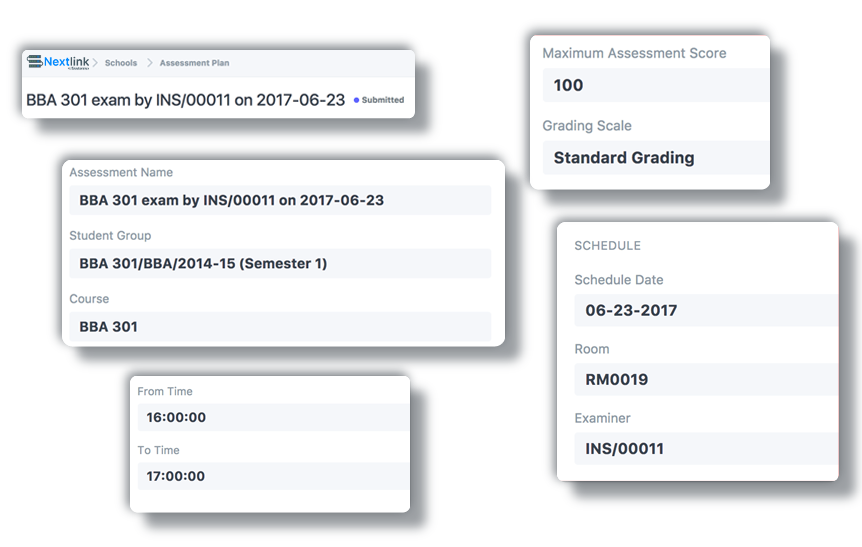 Nextlink Schools Assessment Plan
BBA 301 exam by INS/00011 on 2017-06-23 Submitted
Assessment Name
BBA 301 exam by INS/00011 on 2017-06-23
Student Group
BBA 301/BBA/2014-15 (Semester 1)
Course
BBA 301
From Time
16:00:00
To Time
17:00:00
Maximum Assessment Score
100
Grading Scale
Standard Grading
SCHEDULE
Schedule Date
06-23-2017
Room
RM0019
Examiner
INS/00011